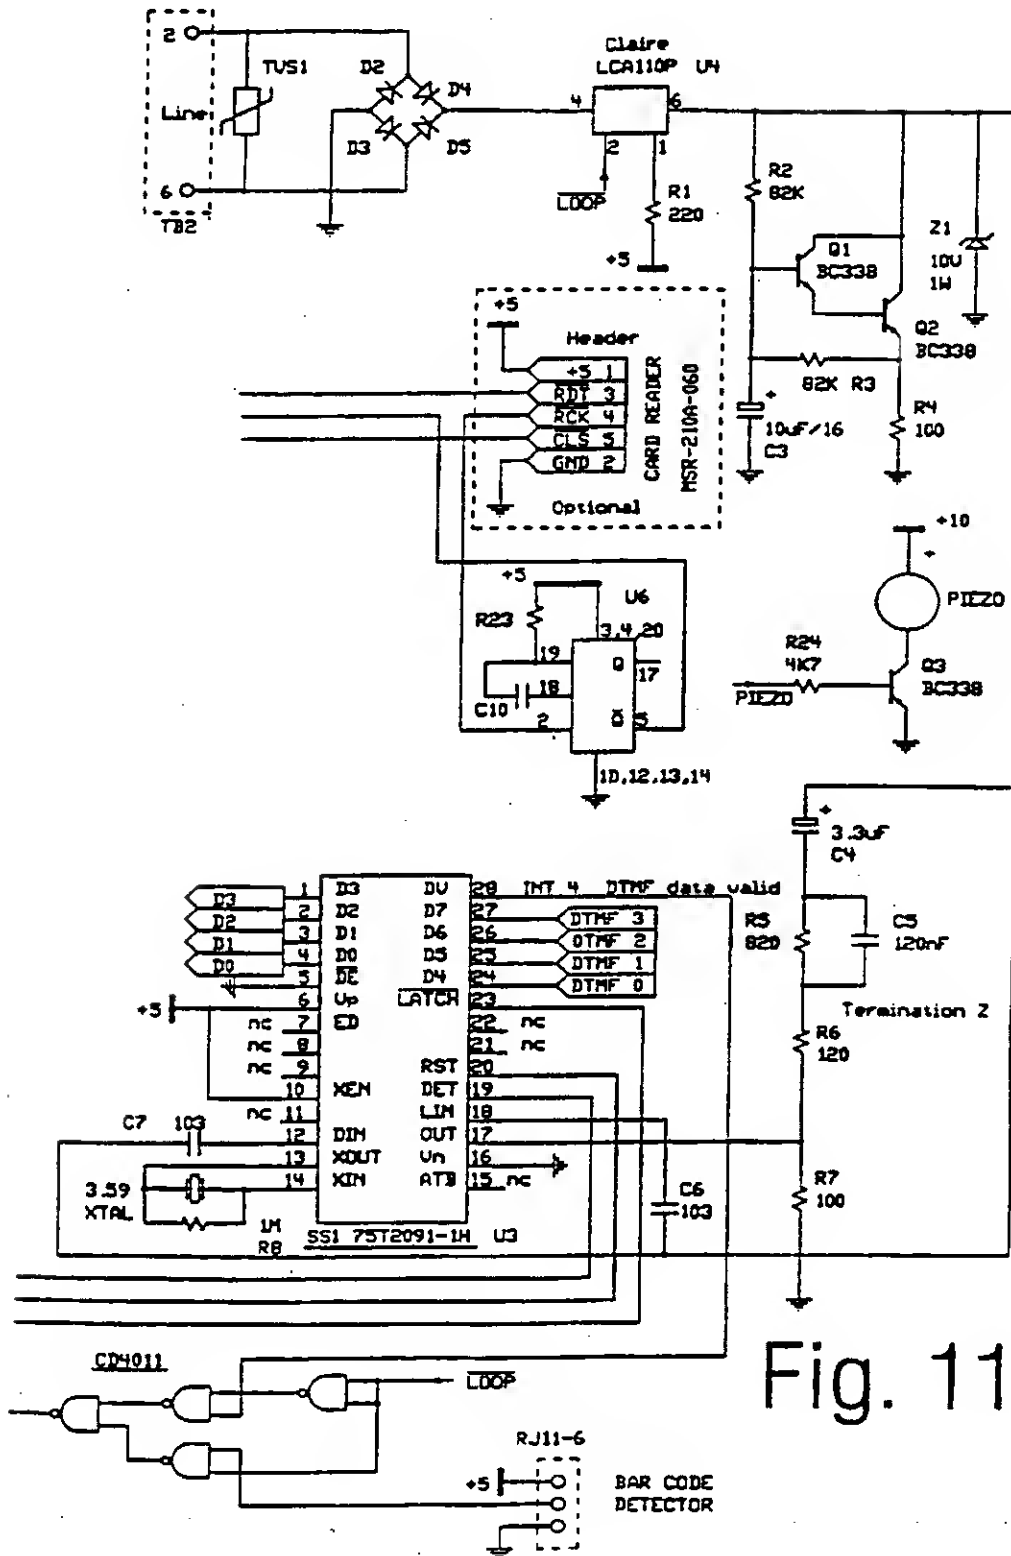 2
Line
6
TB2
TVS1
D2
D4
D3
D5
Claire
LCA110P U4
4
6
2
1
LOOP
R1
220
+5
R2
82K
Q1
BC338
Z1
10V
1W
Q2
BC338
82K R3
10uF/16
C3
R4
100
+5
Header
+5 1
RDT 3
RCK 4
CLS 5
GND 2
CARD READER
MSR-210A-060
Optional
+10
+
PIEZO
R24
4K7
PIEZO
Q3
BC338
+5
U6
R23
3,4,20
19
Q
17
18
C10
2
Q
5
10,12,13,14
+
3.3uF
C4
R5
820
C5
120nF
Termination Z
R6
120
R7
100
D3 1 D3 DV 28 INT 4 DTMF data valid
D2 2 D2 D7 27 DTMF 3
D1 3 D1 D6 26 DTMF 2
D0 4 D0 D5 25 DTMF 1
5 DE D4 24 DTMF 0
+5 6 Vp LATCH 23
nc 7 ED 22 nc
nc 8 21 nc
nc 9 RST 20
10 XEN DET 19
nc 11 LIN 18
C7 103 12 DIN OUT 17
13 XOUT Vn 16
14 XIN ATB 15 nc
3.59
XTAL
1M
R8
C6
103
SSI 75T2091-1H U3
CD4011
LOOP
Fig. 11
RJ11-6
+5
BAR CODE
DETECTOR